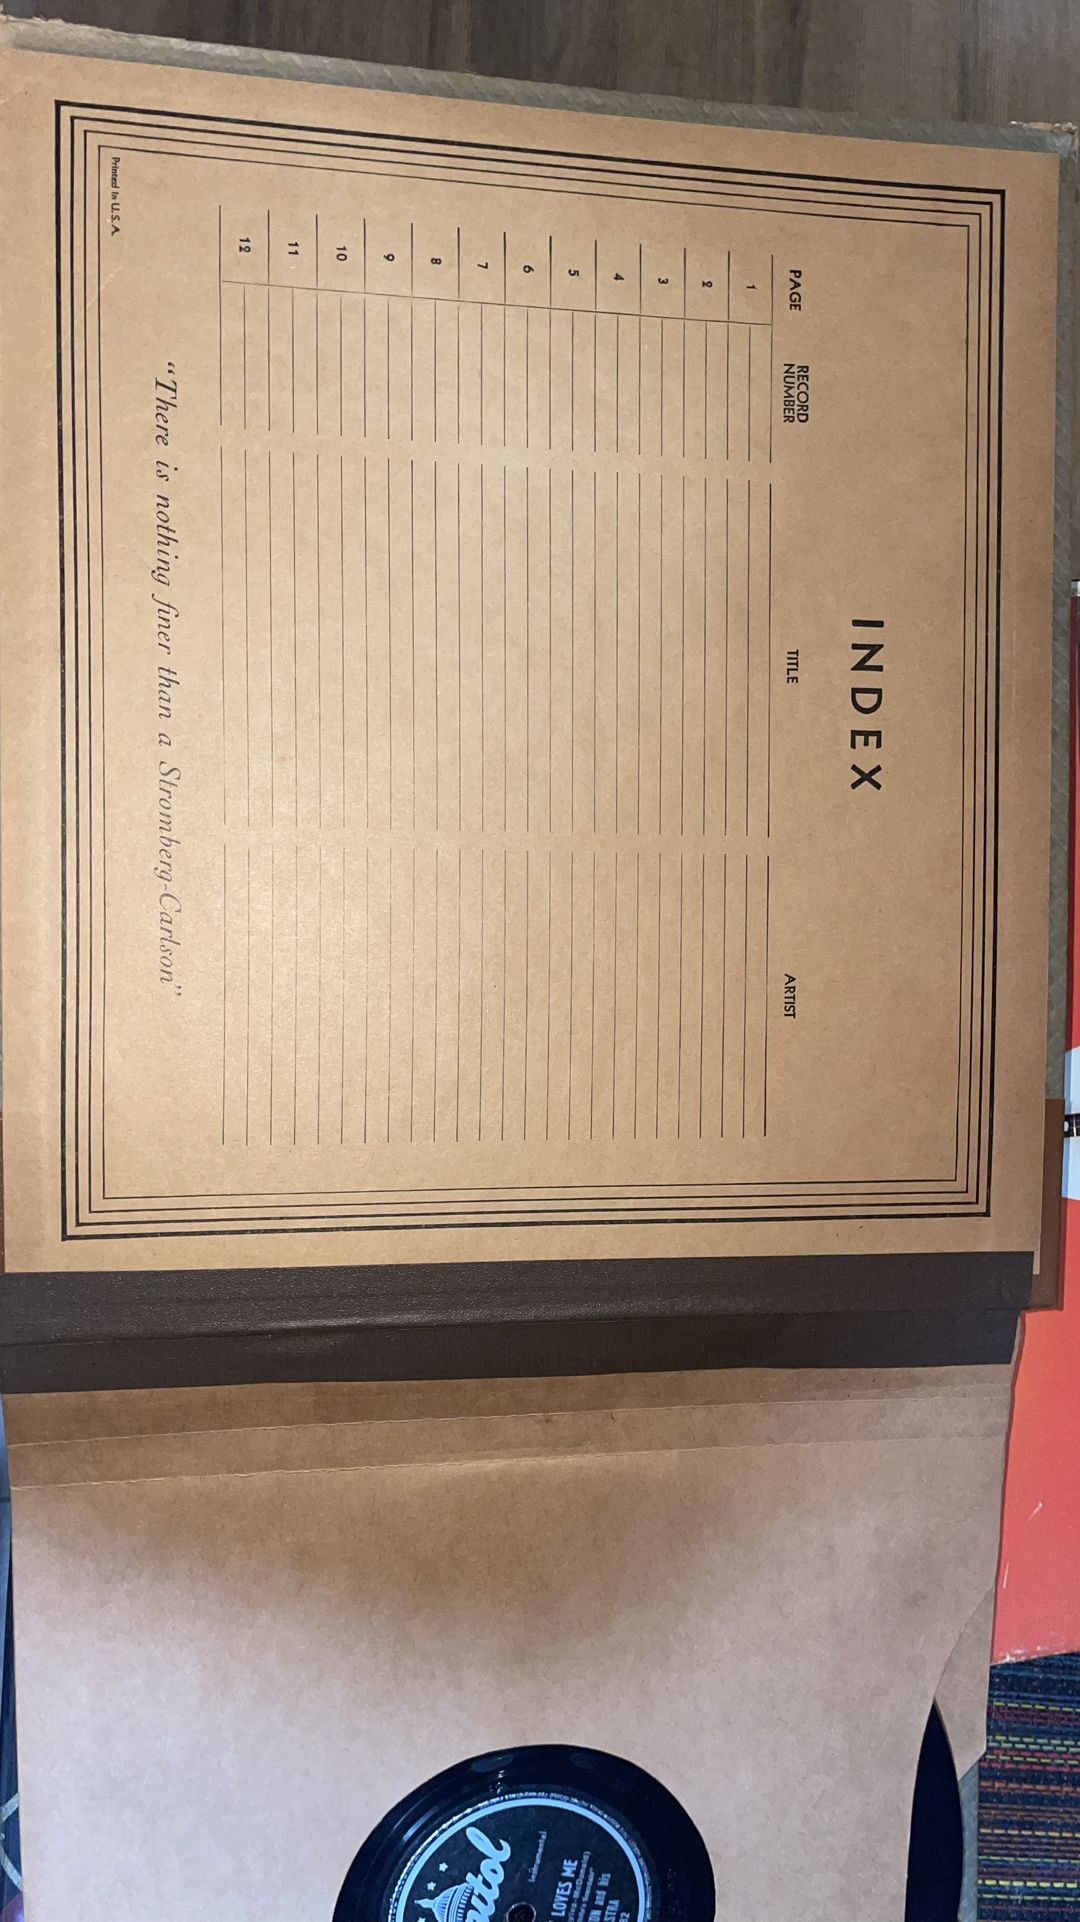 INDEX
PAGE RECORD NUMBER TITLE ARTIST
1
2
3
4
5
6
7
8
9
10
11
12
"There is nothing finer than a Stromberg-Carlson"
Printed in U.S.A.
Instrumental
LOVES ME